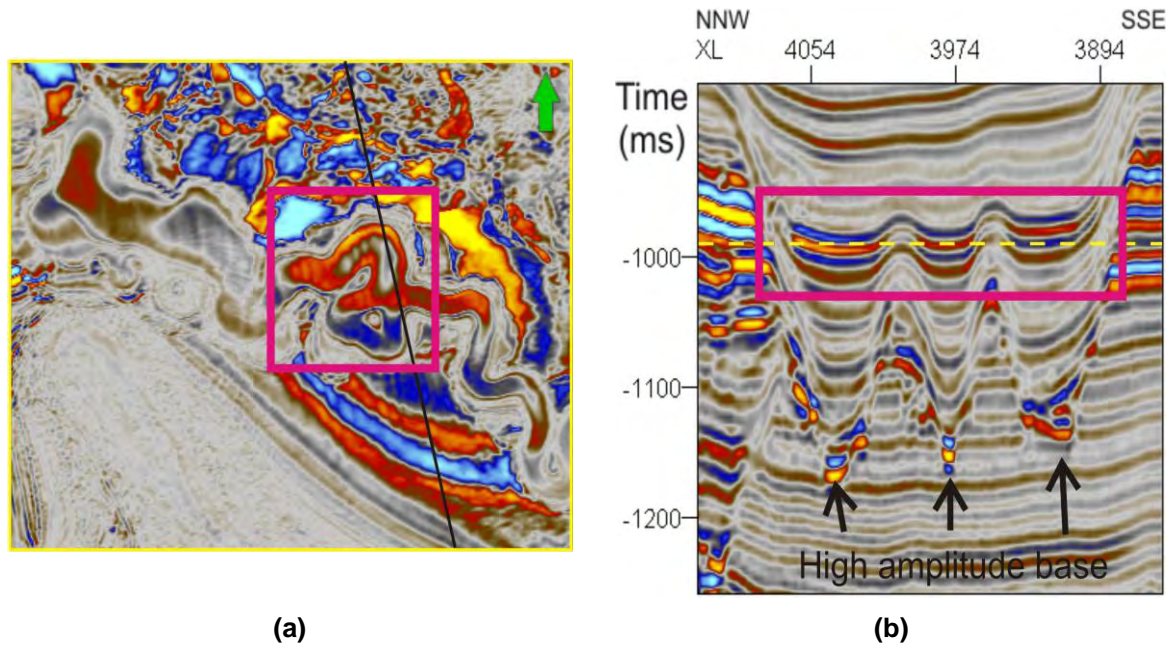 NNW SSE
XL 4054 3974 3894
Time
(ms)
-1000
-1100
-1200
High amplitude base
(a) (b)